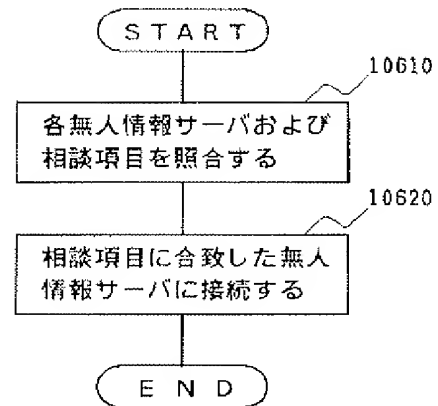 START
10610
各無人情報サーバおよび
相談項目を照合する
10620
相談項目に合致した無人
情報サーバに接続する
END